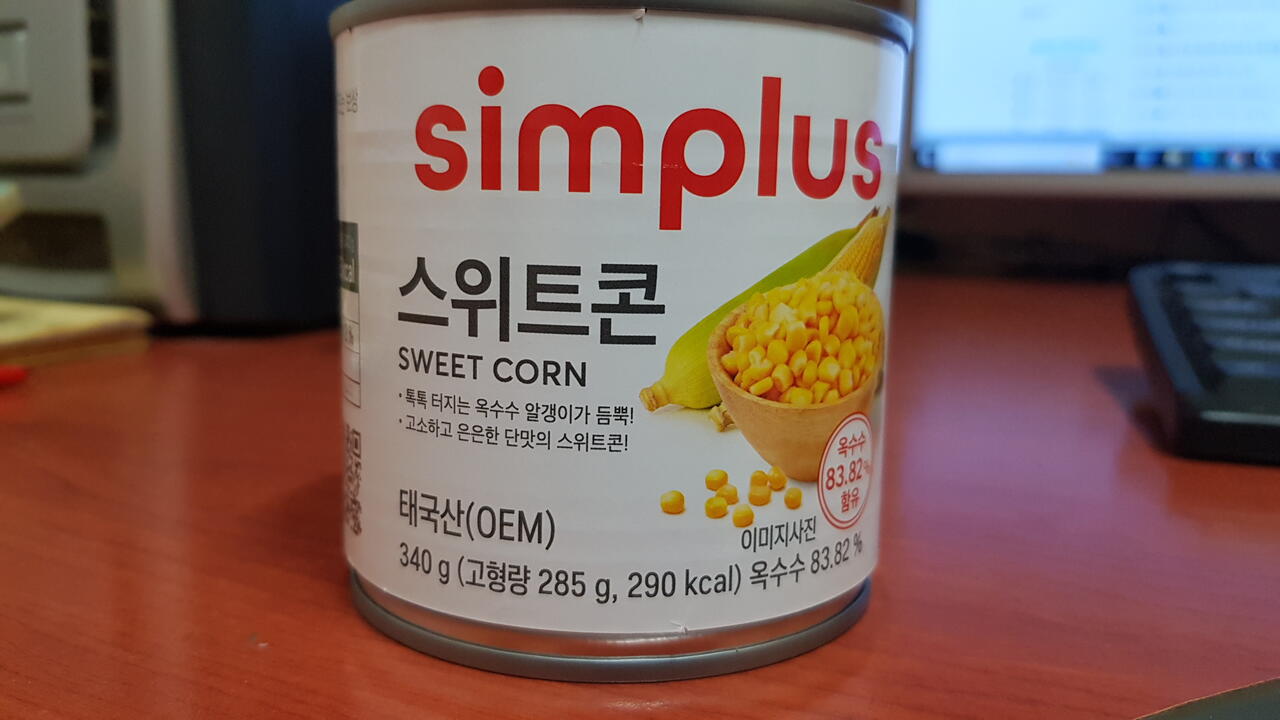 simplus
스위트콘
SWEET CORN
· 톡톡 터지는 옥수수 알갱이가 듬뿍!
· 고소하고 은은한 단맛의 스위트콘!
옥수수
83.82%
함유
태국산(OEM)
이미지사진
340 g (고형량 285 g, 290 kcal) 옥수수 83.82 %